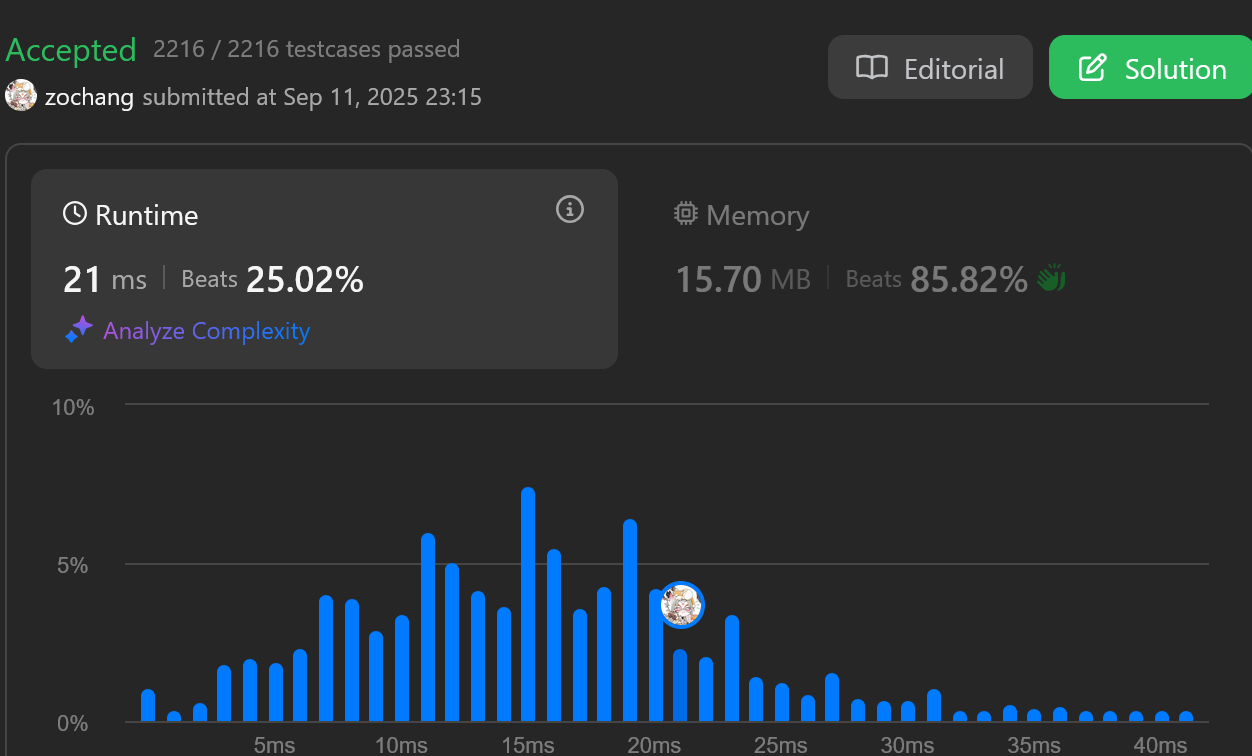 Accepted 2216 / 2216 testcases passed
Editorial
Solution
zochang submitted at Sep 11, 2025 23:15
Runtime
Memory
21 ms | Beats 25.02%
15.70 MB | Beats 85.82%
Analyze Complexity
10%
5%
0%
5ms 10ms 15ms 20ms 25ms 30ms 35ms 40ms